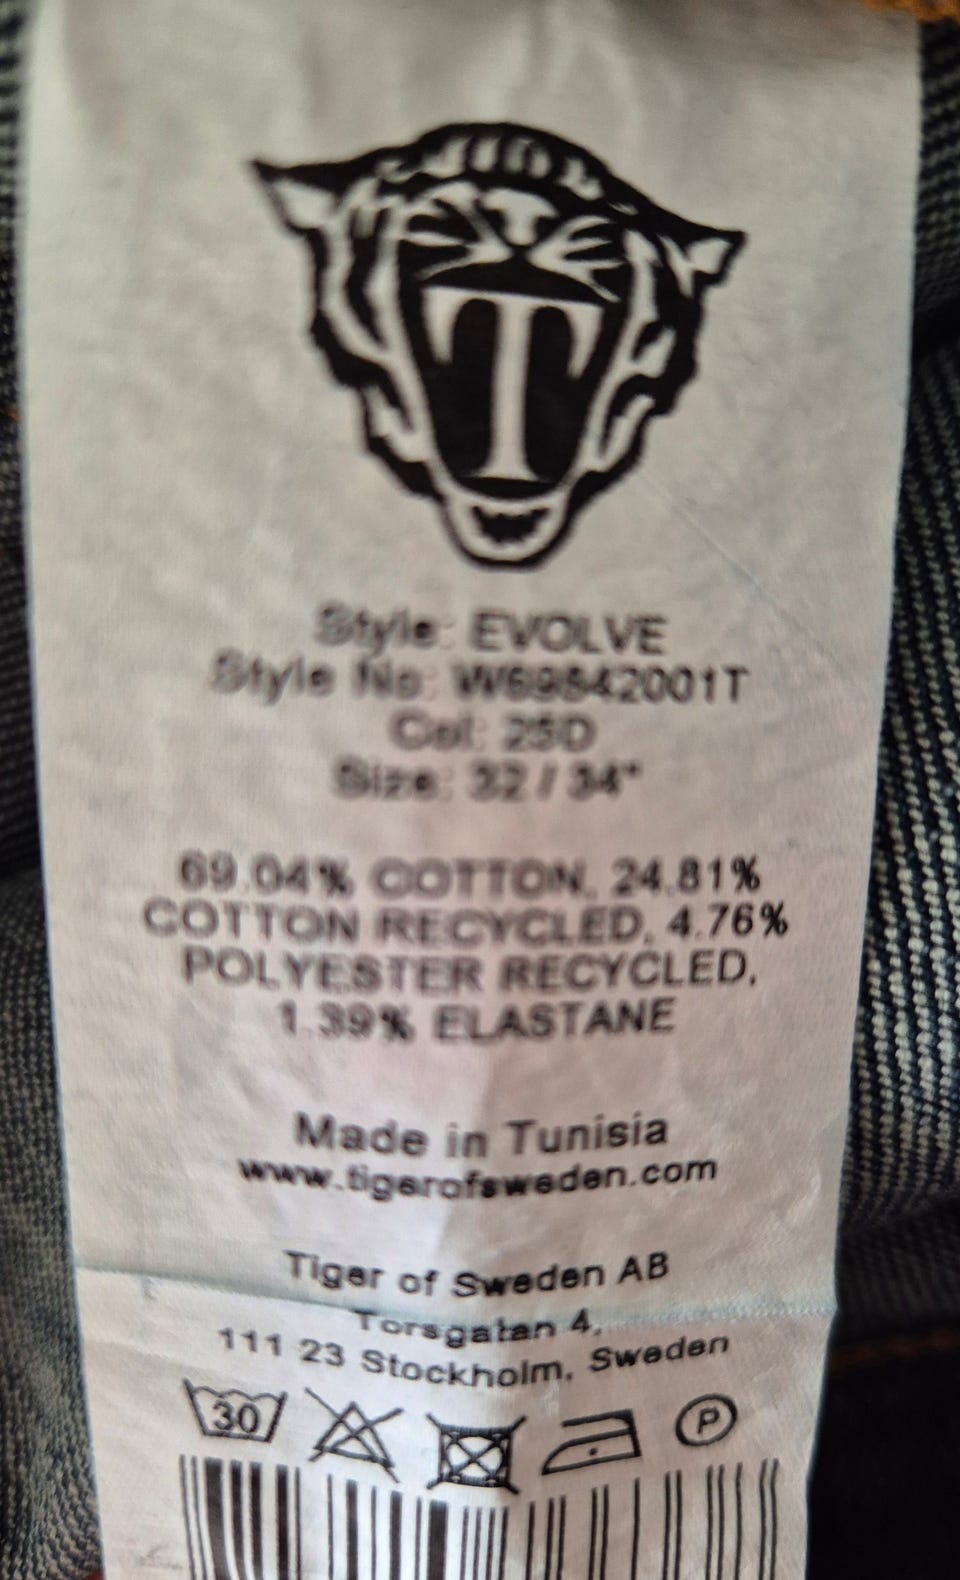 T
Style: EVOLVE
Style No: W69842001T
Col: 25D
Size: 32 / 34"
69.04% COTTON, 24.81%
COTTON RECYCLED, 4.76%
POLYESTER RECYCLED,
1.39% ELASTANE
Made in Tunisia
www.tigerofsweden.com
Tiger of Sweden AB
Torsgatan 4,
111 23 Stockholm, Sweden
30 P